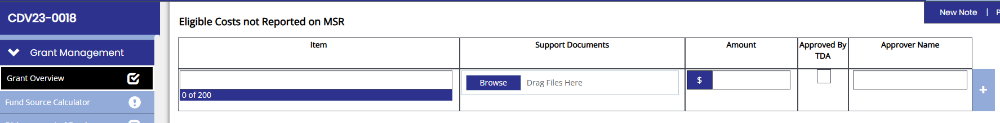 CDV23-0018
New Note |
Eligible Costs not Reported on MSR
Grant Management
Grant Overview
Fund Source Calculator
Item
Support Documents
Amount
Approved By
TDA
Approver Name
0 of 200
Browse
Drag Files Here
$
+